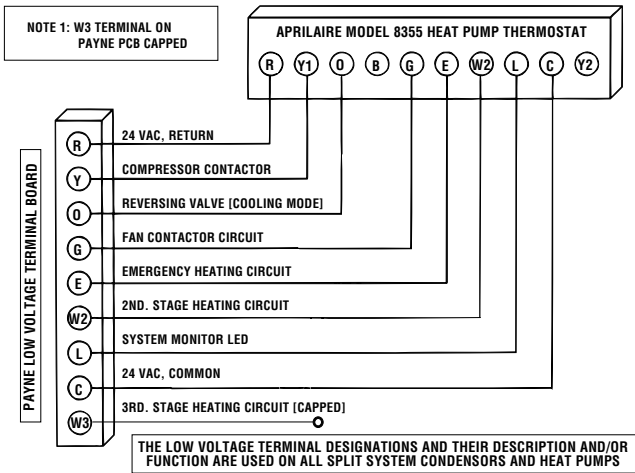 NOTE 1: W3 TERMINAL ON
PAYNE PCB CAPPED
APRILAIRE MODEL 8355 HEAT PUMP THERMOSTAT
R Y1 O B G E W2 L C Y2
PAYNE LOW VOLTAGE TERMINAL BOARD
R 24 VAC, RETURN
Y COMPRESSOR CONTACTOR
O REVERSING VALVE [COOLING MODE]
G FAN CONTACTOR CIRCUIT
E EMERGENCY HEATING CIRCUIT
W2 2ND. STAGE HEATING CIRCUIT
L SYSTEM MONITOR LED
C 24 VAC, COMMON
W3 3RD. STAGE HEATING CIRCUIT [CAPPED]
THE LOW VOLTAGE TERMINAL DESIGNATIONS AND THEIR DESCRIPTION AND/OR
FUNCTION ARE USED ON ALL SPLIT SYSTEM CONDENSORS AND HEAT PUMPS